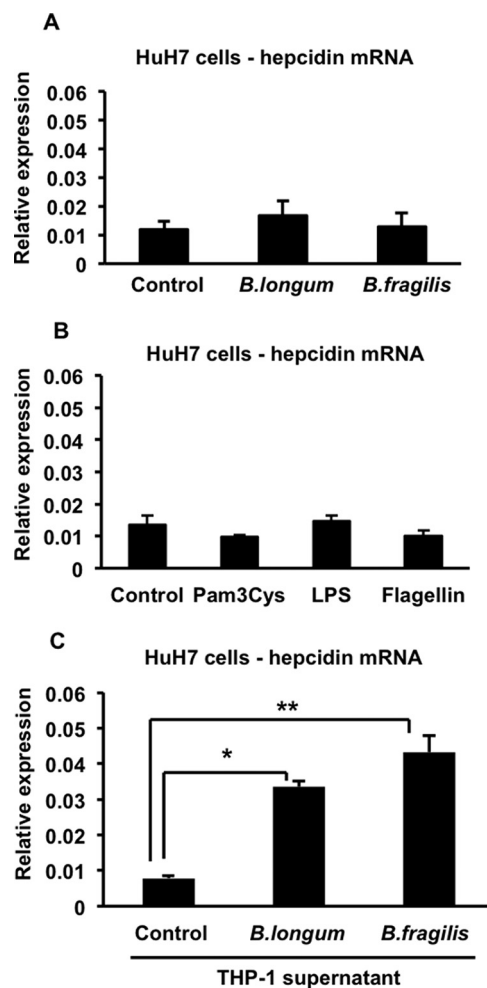 A
HuH7 cells - hepcidin mRNA
Relative expression
0.06
0.05
0.04
0.03
0.02
0.01
0
Control B.longum B.fragilis
B
HuH7 cells - hepcidin mRNA
Relative expression
0.06
0.05
0.04
0.03
0.02
0.01
0
Control Pam3Cys LPS Flagellin
C
HuH7 cells - hepcidin mRNA
Relative expression
0.06
0.05
0.04
0.03
0.02
0.01
0
**
*
Control B.longum B.fragilis
THP-1 supernatant